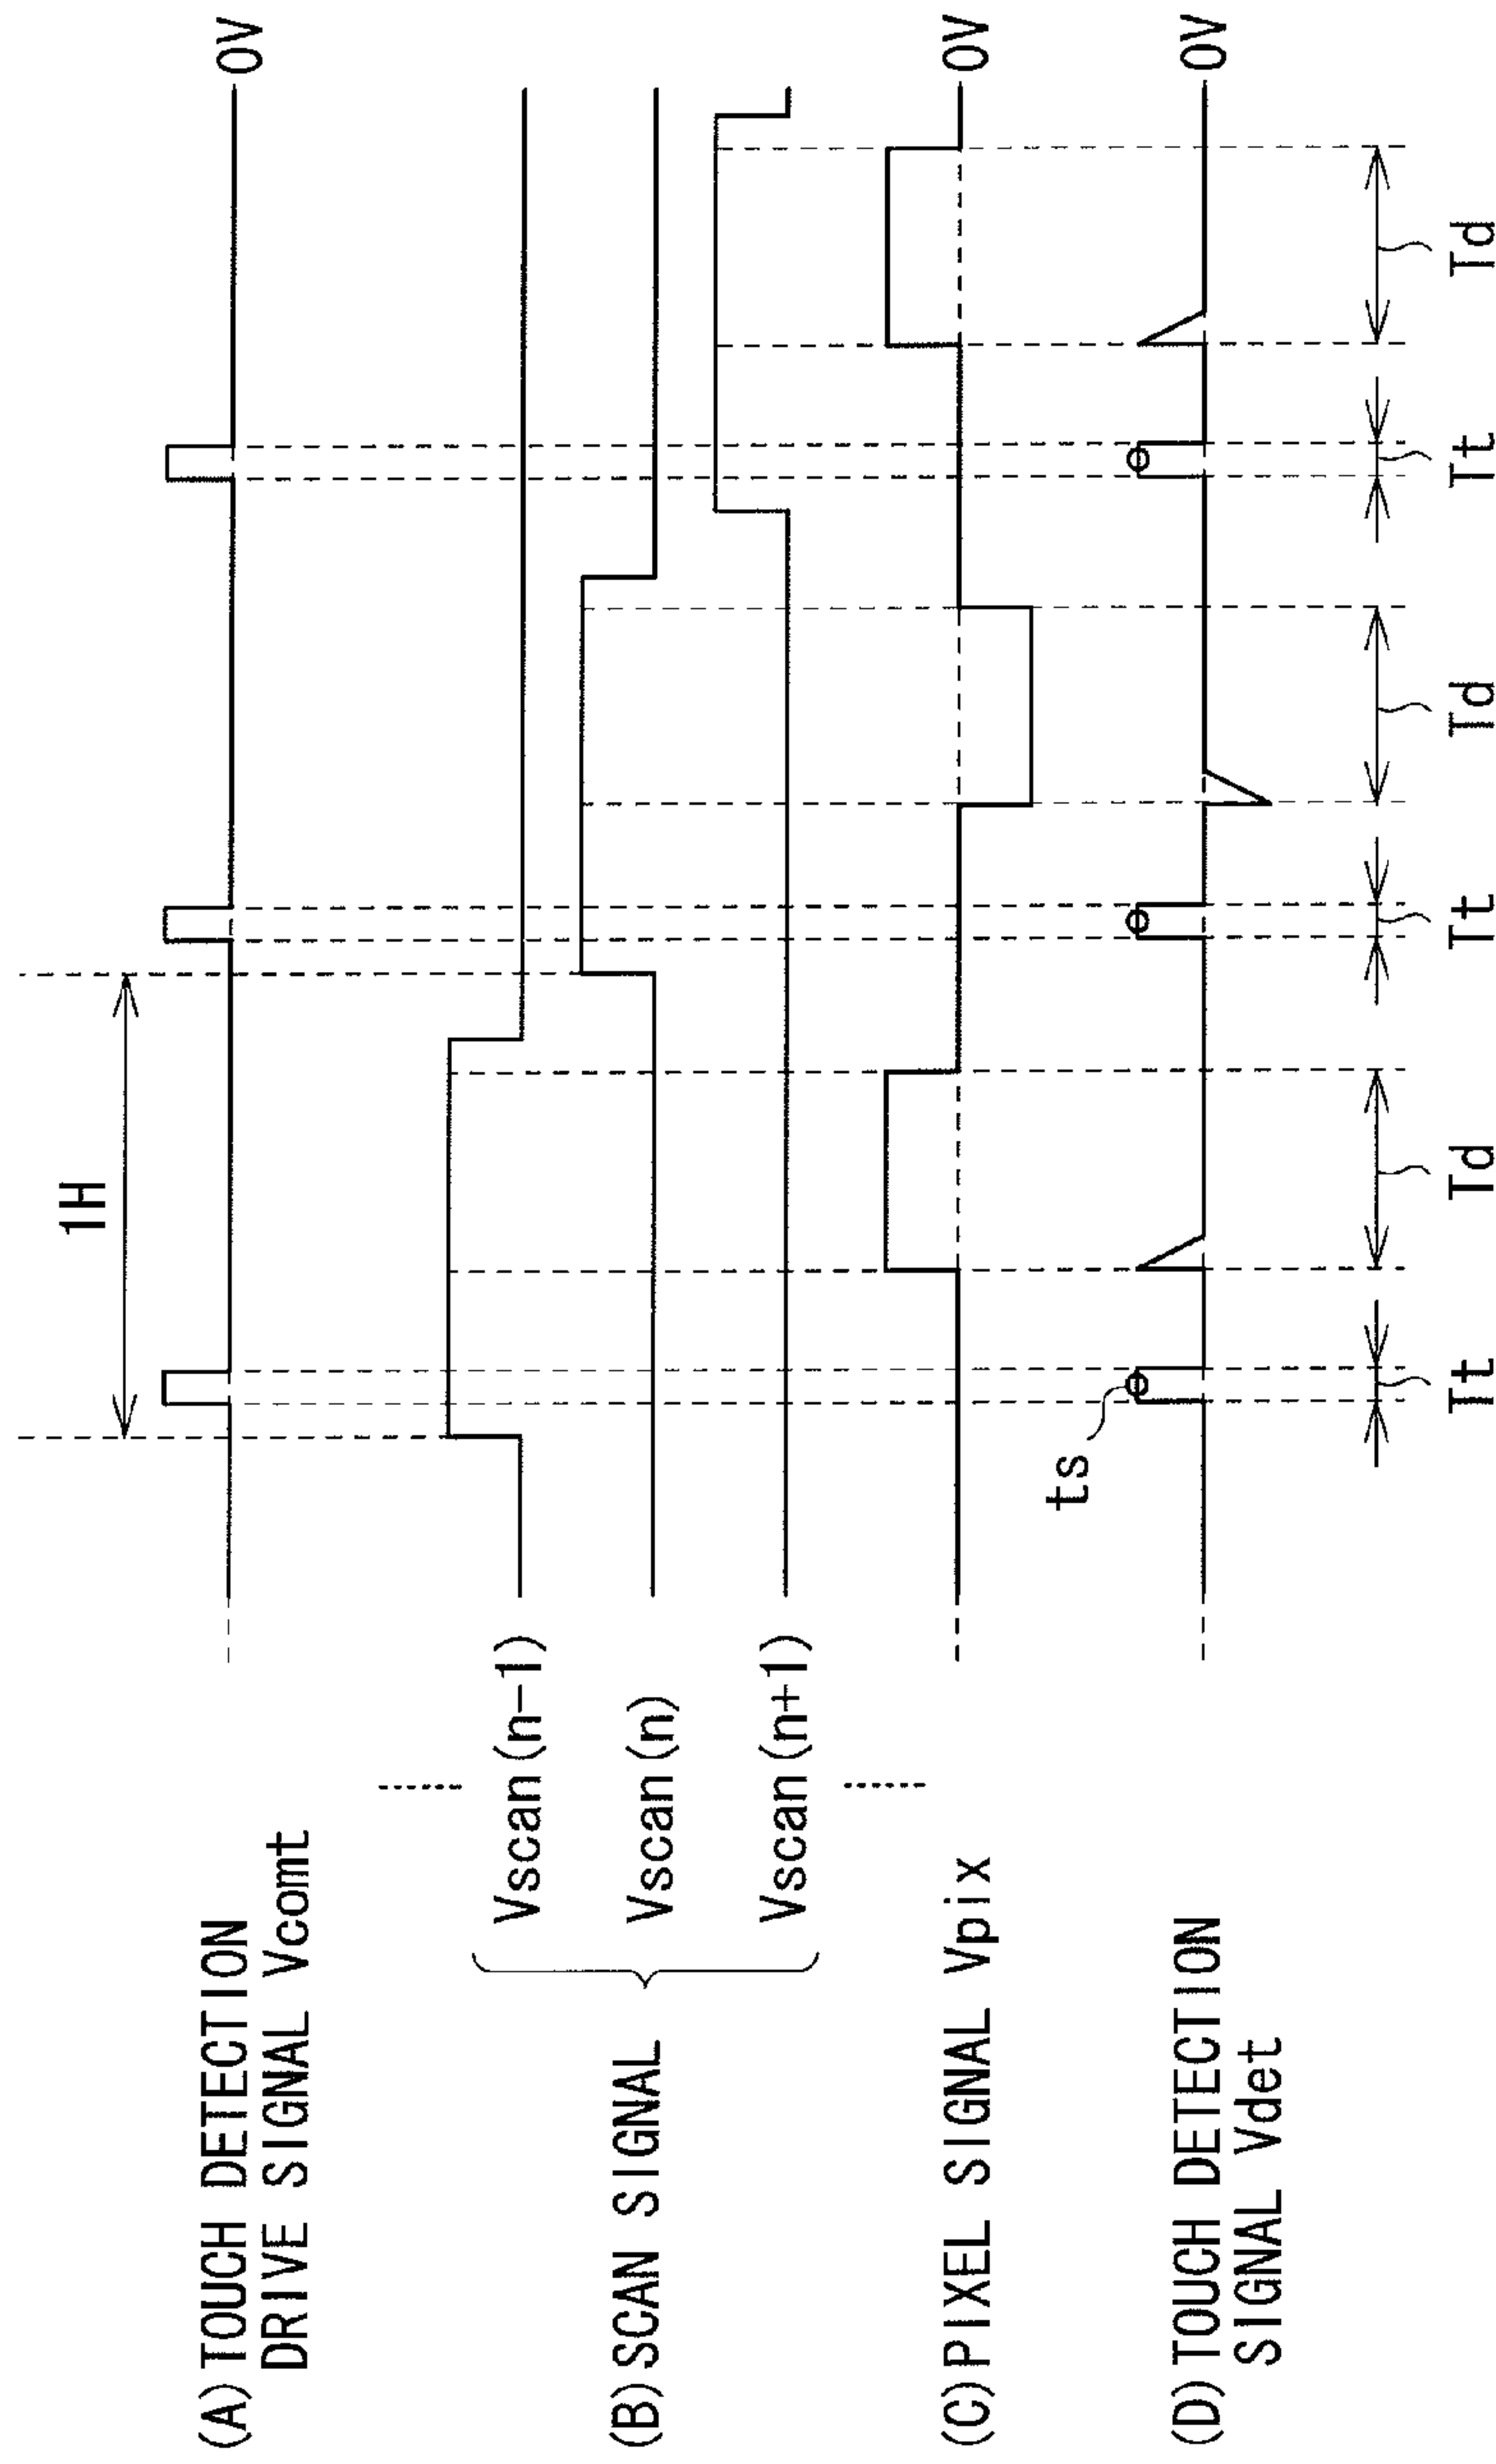 1H
(A) TOUCH DETECTION
DRIVE SIGNAL Vcomt
0V
(B) SCAN SIGNAL
Vscan(n-1)
Vscan(n)
Vscan(n+1)
(C) PIXEL SIGNAL Vpix
0V
ts
(D) TOUCH DETECTION
SIGNAL Vdet
0V
Tt Td Tt Td Tt Td